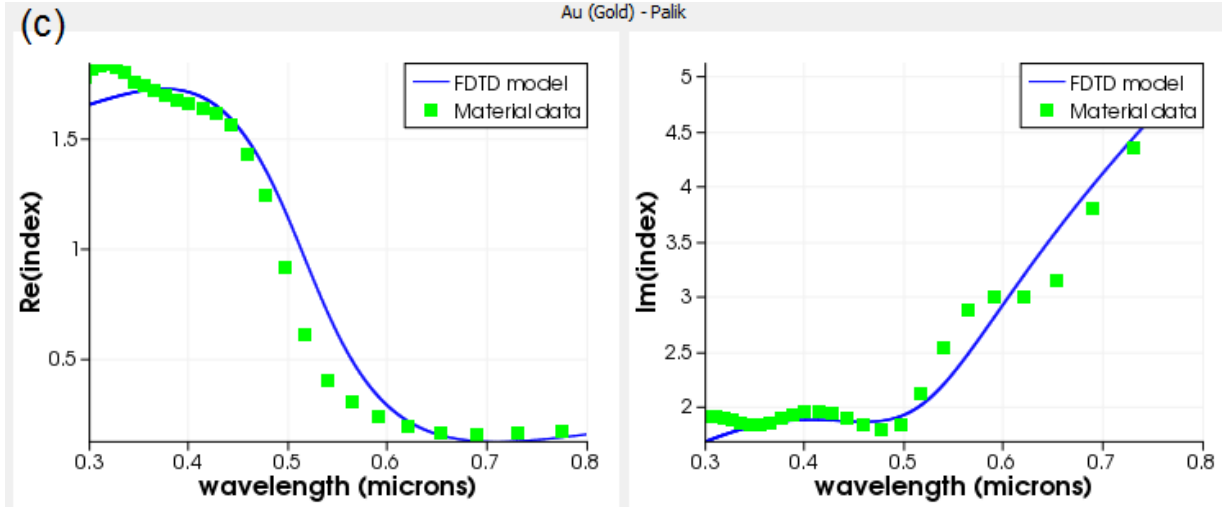 (c)
Au (Gold) - Palik
FDTD model
Material data
1.5
1
0.5
Re(index)
0.3 0.4 0.5 0.6 0.7 0.8
wavelength (microns)
FDTD model
Material data
5
4.5
4
3.5
3
2.5
2
Im(index)
0.3 0.4 0.5 0.6 0.7 0.8
wavelength (microns)